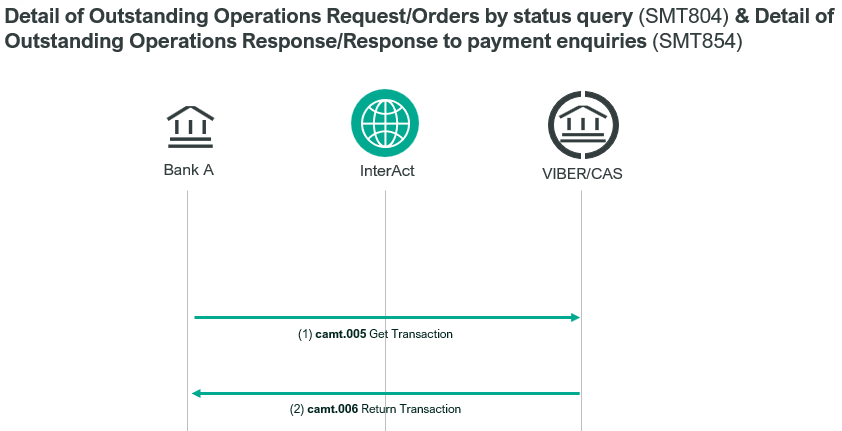 Detail of Outstanding Operations Request/Orders by status query (SMT804) & Detail of
Outstanding Operations Response/Response to payment enquiries (SMT854)
Bank A
InterAct
VIBER/CAS
(1) camt.005 Get Transaction
(2) camt.006 Return Transaction